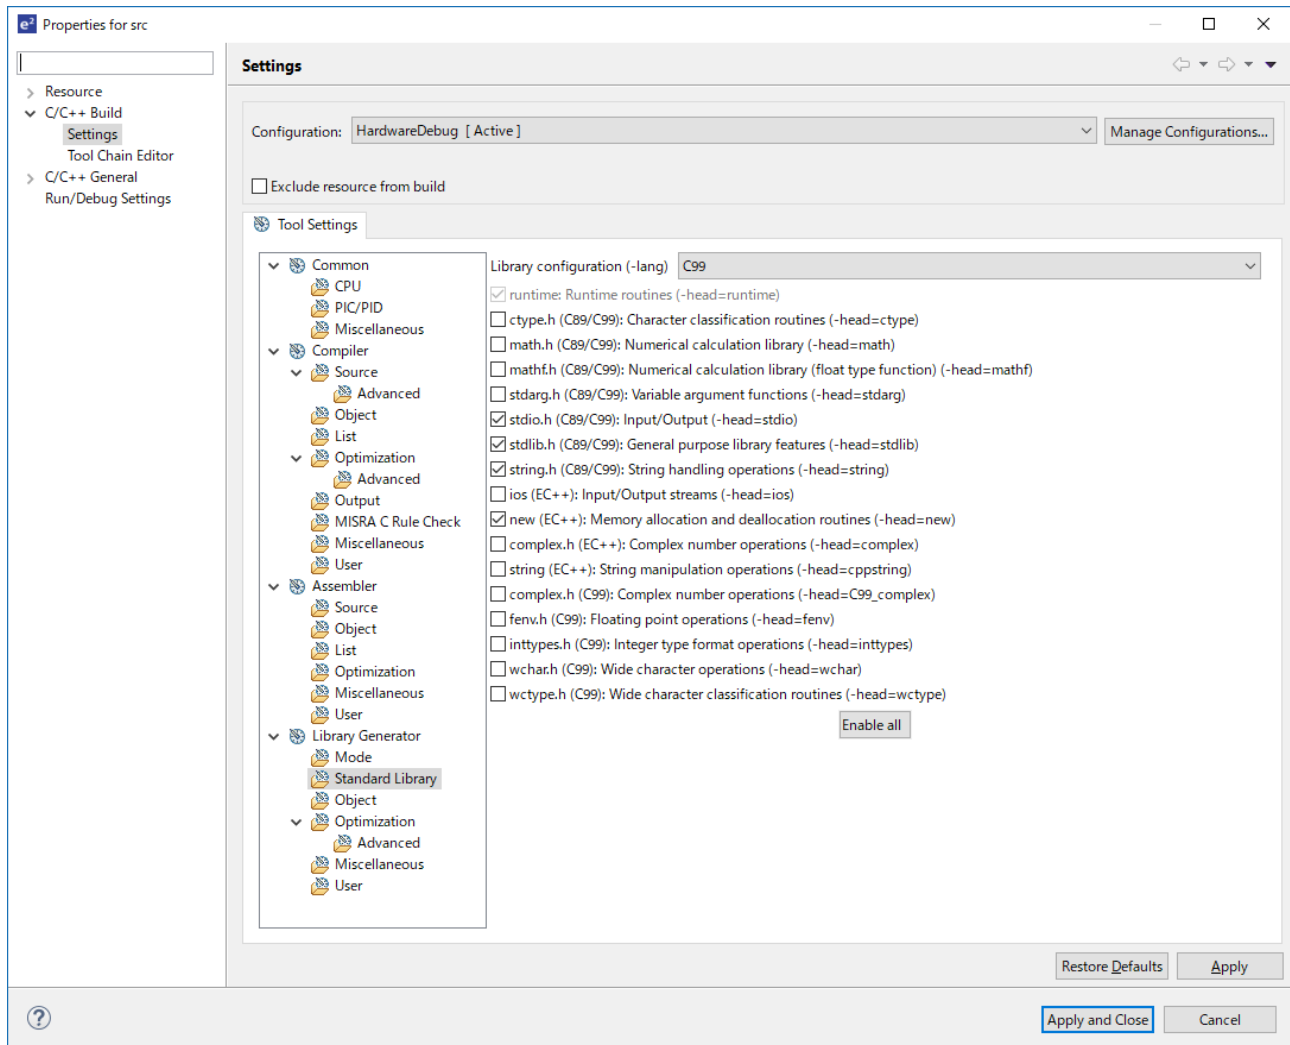 e² Properties for src
Settings
Resource
C/C++ Build
Settings
Tool Chain Editor
C/C++ General
Run/Debug Settings
Configuration: HardwareDebug [ Active ] Manage Configurations...
Exclude resource from build
Tool Settings
Common
CPU
PIC/PID
Miscellaneous
Compiler
Source
Advanced
Object
List
Optimization
Advanced
Output
MISRA C Rule Check
Miscellaneous
User
Assembler
Source
Object
List
Optimization
Miscellaneous
User
Library Generator
Mode
Standard Library
Object
Optimization
Advanced
Miscellaneous
User
Library configuration (-lang) C99
runtime: Runtime routines (-head=runtime)
ctype.h (C89/C99): Character classification routines (-head=ctype)
math.h (C89/C99): Numerical calculation library (-head=math)
mathf.h (C89/C99): Numerical calculation library (float type function) (-head=mathf)
stdarg.h (C89/C99): Variable argument functions (-head=stdarg)
stdio.h (C89/C99): Input/Output (-head=stdio)
stdlib.h (C89/C99): General purpose library features (-head=stdlib)
string.h (C89/C99): String handling operations (-head=string)
ios (EC++): Input/Output streams (-head=ios)
new (EC++): Memory allocation and deallocation routines (-head=new)
complex.h (EC++): Complex number operations (-head=complex)
string (EC++): String manipulation operations (-head=cppstring)
complex.h (C99): Complex number operations (-head=C99_complex)
fenv.h (C99): Floating point operations (-head=fenv)
inttypes.h (C99): Integer type format operations (-head=inttypes)
wchar.h (C99): Wide character operations (-head=wchar)
wctype.h (C99): Wide character classification routines (-head=wctype)
Enable all
Restore Defaults Apply
? Apply and Close Cancel